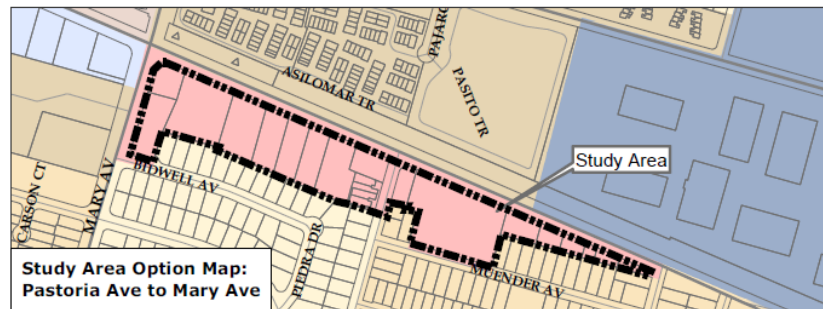 PAJARO
ASILOMAR TR
PASITO TR
Study Area
BIDWELL AV
MARY AV
CARSON CT
PIEDRA DR
MUENDER AV
Study Area Option Map:
Pastoria Ave to Mary Ave